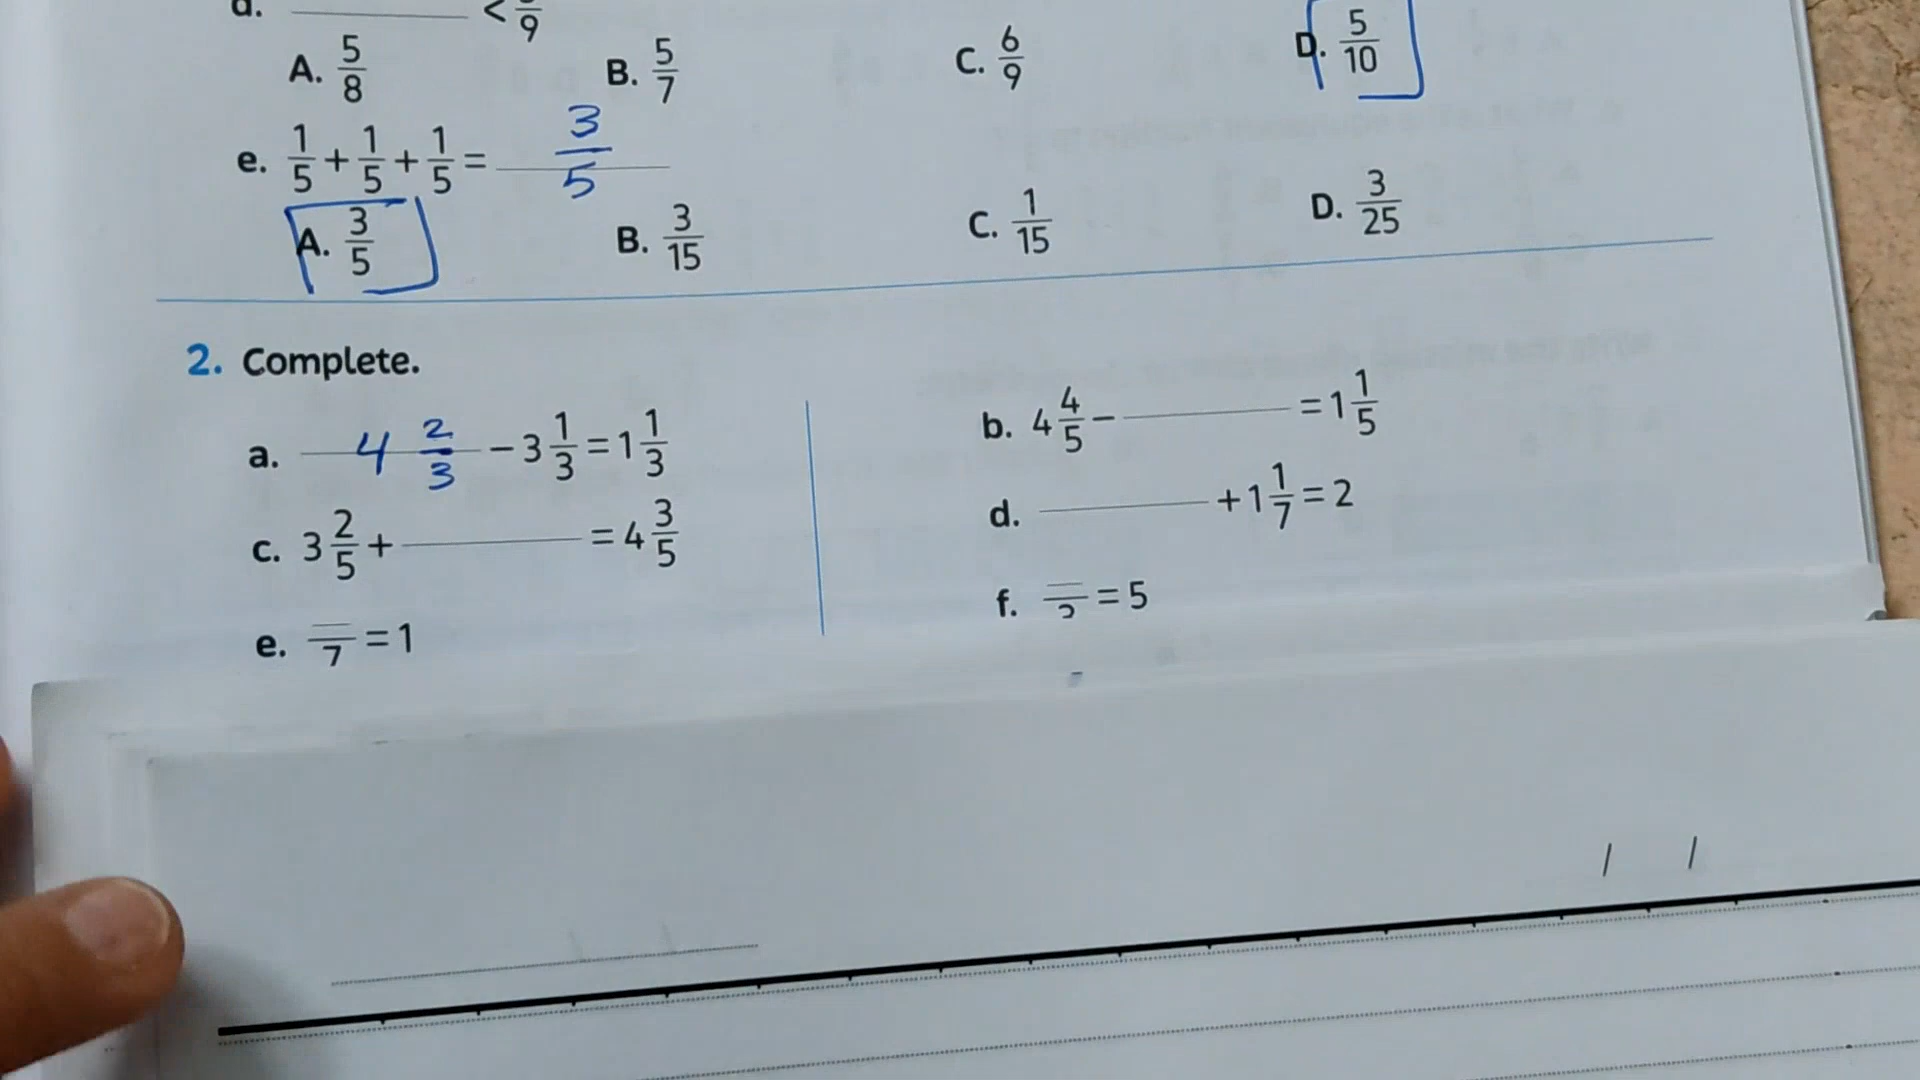 d. ____ < —/9
A. 5/8 B. 5/7 C. 6/9 D. 5/10
e. 1/5 + 1/5 + 1/5 = 3/5
A. 3/5 B. 3/15 C. 1/15 D. 3/25
2. Complete.
a. 4 2/3 - 3 1/3 = 1 1/3
b. 4 4/5 - ____ = 1 1/5
c. 3 2/5 + ____ = 4 3/5
d. ____ + 1 1/7 = 2
e. —/7 = 1
f. — = 5
/ /